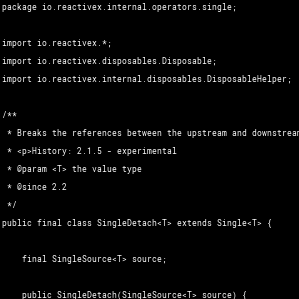 package io.reactivex.internal.operators.single;
import io.reactivex.*;
import io.reactivex.disposables.Disposable;
import io.reactivex.internal.disposables.DisposableHelper;
/**
 * Breaks the references between the upstream and downstream
 * <p>History: 2.1.5 - experimental
 * @param <T> the value type
 * @since 2.2
 */
public final class SingleDetach<T> extends Single<T> {
    final SingleSource<T> source;
    public SingleDetach(SingleSource<T> source) {